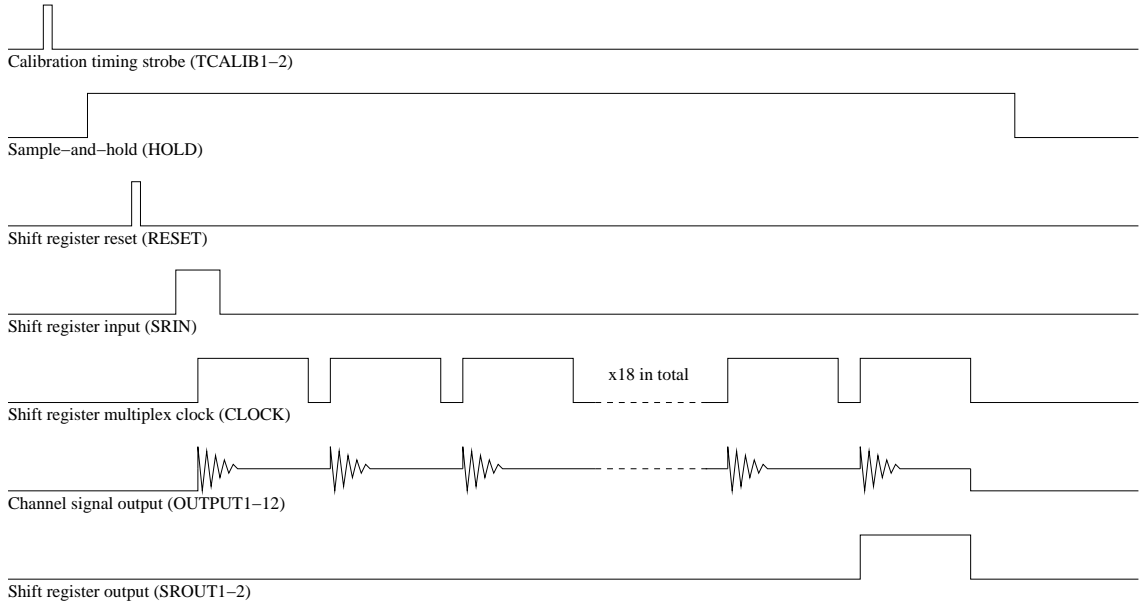 Calibration timing strobe (TCALIB1−2)
Sample−and−hold (HOLD)
Shift register reset (RESET)
Shift register input (SRIN)
x18 in total
Shift register multiplex clock (CLOCK)
Channel signal output (OUTPUT1−12)
Shift register output (SROUT1−2)